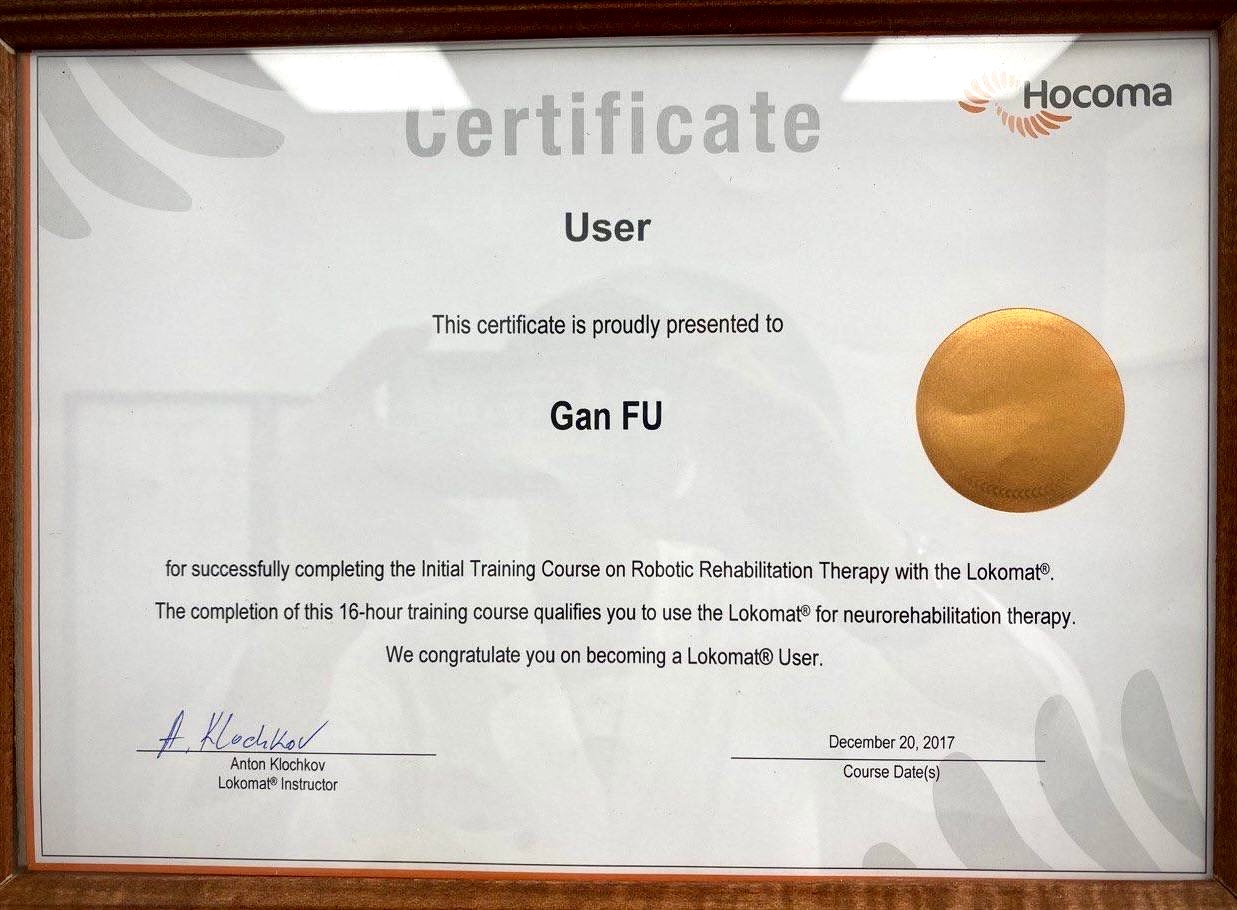 Hocoma
Certificate
User
This certificate is proudly presented to
Gan FU
for successfully completing the Initial Training Course on Robotic Rehabilitation Therapy with the Lokomat®.
The completion of this 16-hour training course qualifies you to use the Lokomat® for neurorehabilitation therapy.
We congratulate you on becoming a Lokomat® User.
A. Klochkov
Anton Klochkov
Lokomat® Instructor
December 20, 2017
Course Date(s)